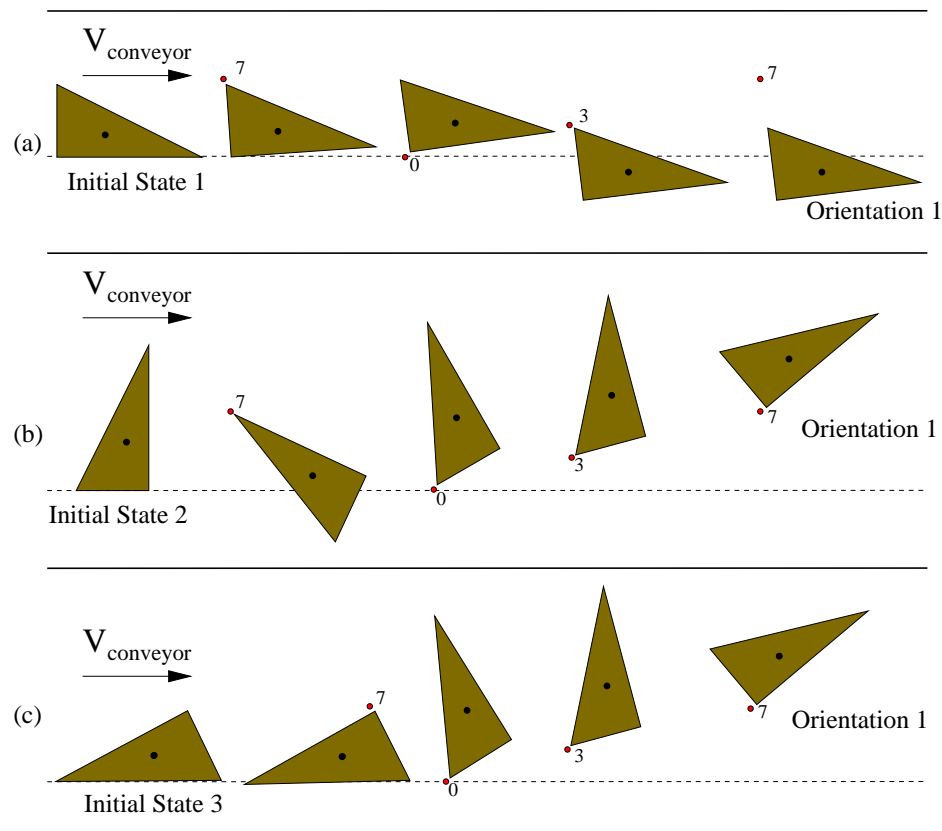 V conveyor
7
7
3
(a)
0
Initial State 1
Orientation 1
V conveyor
7
(b)
Orientation 1
7
3
0
Initial State 2
V conveyor
7
(c)
Orientation 1
7
3
0
Initial State 3